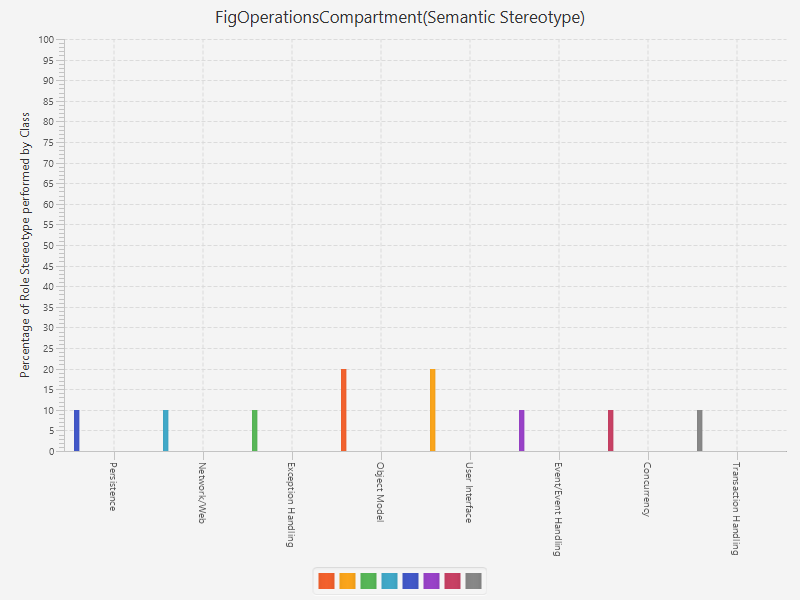 FigOperationsCompartment(Semantic Stereotype)
Percentage of Role Stereotype performed by Class
100
95
90
85
80
75
70
65
60
55
50
45
40
35
30
25
20
15
10
5
0
Persistence
Network/Web
Exception Handling
Object Model
User Interface
Event/Event Handling
Concurrency
Transaction Handling